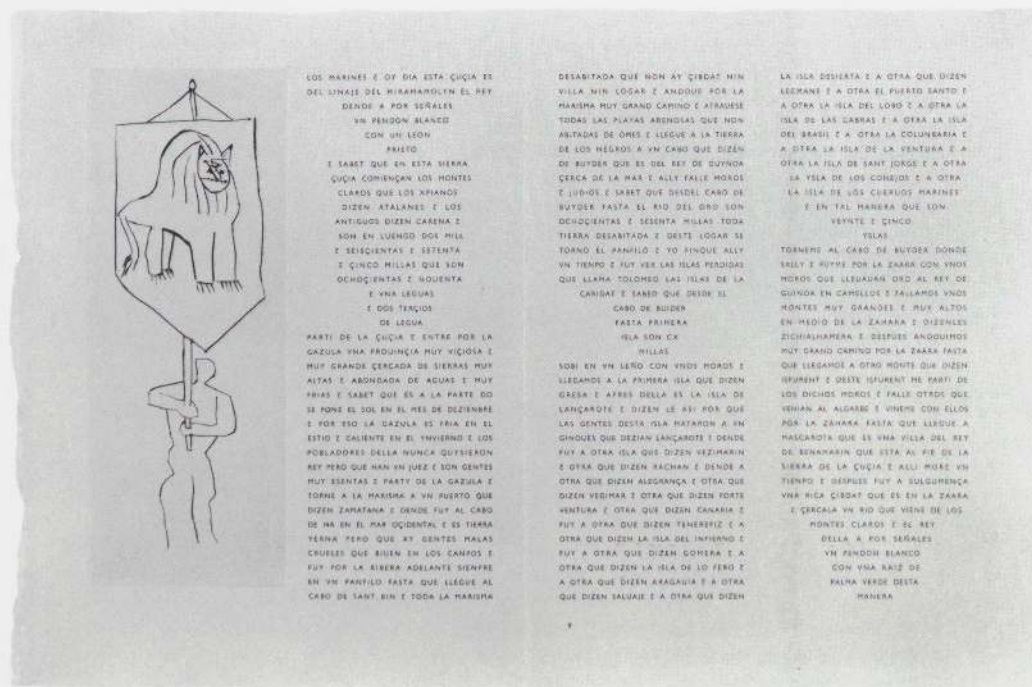 LOS MARINES E OY DIA ESTA ÇUÇIA ES
DEL LINAJE DEL MIRAMAMOLYN EL REY
DENDE A POR SEÑALES
VN PENDON BLANCO
CON UN LEON
PRIETO
E SABET QUE EN ESTA SIERRA
ÇUÇIA COMIENÇAN LOS MONTES
CLAROS QUE LOS XPIANOS
DIZEN ATALANES E LOS
ANTIGUOS DIZEN CARENA E
SON EN LUENGO DOS MILL
E SEISÇIENTAS E SETENTA
E ÇINCO MILLAS QUE SON
OCHOÇIENTAS E NOUENTA
E VNA LEGUAS
E DOS TERÇIOS
DE LEGUA
PARTI DE LA ÇUÇIA E ENTRE POR LA
GAZULA VNA PROUINÇIA MUY VIÇIOSA E
MUY GRANDE ÇERCADA DE SIERRAS MUY
ALTAS E ABONDADA DE AGUAS E MUY
FRIAS E SABET QUE ES A LA PARTE DO
SE PONE EL SOL EN EL MES DE DEZIENBRE
E POR ESO LA GAZULA ES FRIA EN EL
ESTIO E CALIENTE EN EL YNVIERNO E LOS
POBLADORES DELLA NUNCA QUYSIERON
REY PERO QUE HAN VN JUEZ E SON GENTES
MUY ESENTAS E PARTY DE LA GAZULA E
TORNE A LA MARISMA A VN PUERTO QUE
DIZEN ZAMATANA E DENDE FUY AL CABO
DE NA EN EL MAR OÇIDENTAL E ES TIERRA
YERNA PERO QUE AY GENTES MALAS
CRUELES QUE BIUEN EN LOS CANPOS E
FUY POR LA RIBERA ADELANTE SIENPRE
EN VN PANFILO FASTA QUE LLEGUE AL
CABO DE SANT BIN E TODA LA MARISMA
DESABITADA QUE NON AY ÇIBDAT NIN
VILLA NIN LOGAR E ANDOUE POR LA
MARISMA MUY GRAND CAMINO E ATRAUESE
TODAS LAS PLAYAS ARENOSAS QUE NON
ABITADAS DE OMES E LLEGUE A LA TIERRA
DE LOS NEGROS A VN CABO QUE DIZEN
DE BUYDER QUE ES DEL REY DE GUYNOA
ÇERCA DE LA MAR E ALLY FALLE MOROS
E JUDIOS E SABET QUE DESDEL CABO DE
BUYDER FASTA EL RIO DEL ORO SON
OCHOÇIENTAS E SESENTA MILLAS TODA
TIERRA DESABITADA E DESTE LOGAR SE
TORNO EL PANFILO E YO FINQUE ALLY
VN TIENPO E FUY VER LAS ISLAS PERDIDAS
QUE LLAMA TOLOMEO LAS ISLAS DE LA
CARIDAT E SABED QUE DESDE EL
CABO DE BUIDER
FASTA PRIMERA
ISLA SON CX
MILLAS
SOBI EN VN LEÑO CON VNOS MOROS E
LLEGAMOS A LA PRIMERA ISLA QUE DIZEN
GRESA E APRES DELLA ES LA ISLA DE
LANÇAROTE E DIZEN LE ASI POR QUE
LAS GENTES DESTA ISLA MATARON A VN
GINOUES QUE DEZIAN LANÇAROTE E DENDE
FUY A OTRA ISLA QUE DIZEN VEZIMARIN
E OTRA QUE DIZEN RACHAN E DENDE A
OTRA QUE DIZEN ALEGRANÇA E OTRA QUE
DIZEN VEGIMAR E OTRA QUE DIZEN FORTE
VENTURA E OTRA QUE DIZEN CANARIA E
FUY A OTRA QUE DIZEN TENEREFIZ E A
OTRA QUE DIZEN LA ISLA DEL INFIERNO E
FUY A OTRA QUE DIZEN GOMERA E A
OTRA QUE DIZEN LA ISLA DE LO FERO E
A OTRA QUE DIZEN ARAGAUIA E A OTRA
QUE DIZEN SALUAJE E A OTRA QUE DIZEN
LA ISLA DESIERTA E A OTRA QUE DIZEN
LECMANE E A OTRA EL PUERTO SANTO E
A OTRA LA ISLA DEL LOBO E A OTRA LA
ISLA DE LAS CABRAS E A OTRA LA ISLA
DEL BRASIL E A OTRA LA COLUNBARIA E
A OTRA LA ISLA DE LA VENTURA E A
OTRA LA ISLA DE SANT JORGE E A OTRA
LA YSLA DE LOS CONEJOS E A OTRA
LA ISLA DE LOS CUERUOS MARINES
E EN TAL MANERA QUE SON
VEYNTE E ÇINCO
YSLAS
TORNEME AL CABO DE BUYDER DONDE
SALLY E FUYME POR LA ZAARA CON VNOS
MOROS QUE LLEUAUAN ORO AL REY DE
GUINOA EN CAMELLOS E FALLAMOS VNOS
MONTES MUY GRANDES E MUY ALTOS
EN MEDIO DE LA ZAHARA E DIZENLES
ZICHIALHAMERA E DESPUES ANDOUIMOS
MUY GRAND CAMINO POR LA ZAARA FASTA
QUE LLEGAMOS A OTRO MONTE QUE DIZEN
ISFURENT E DESTE ISFURENT ME PARTI DE
LOS DICHOS MOROS E FALLE OTROS QUE
VENIAN AL ALGARBE E VINEME CON ELLOS
POR LA ZAHARA FASTA QUE LLEGUE A
MASCAROTA QUE ES VNA VILLA DEL REY
DE BENAMARIN QUE ESTA AL PIE DE LA
SIERRA DE LA ÇUÇIA E ALLI MORE VN
TIENPO E DESPUES FUY A SULGUMENÇA
VNA RICA ÇIBDAT QUE ES EN LA ZAARA
E ÇERCALA VN RIO QUE VIENE DE LOS
MONTES CLAROS E EL REY
DELLA A POR SEÑALES
VN PENDON BLANCO
CON VNA RAIZ DE
PALMA VERDE DESTA
MANERA